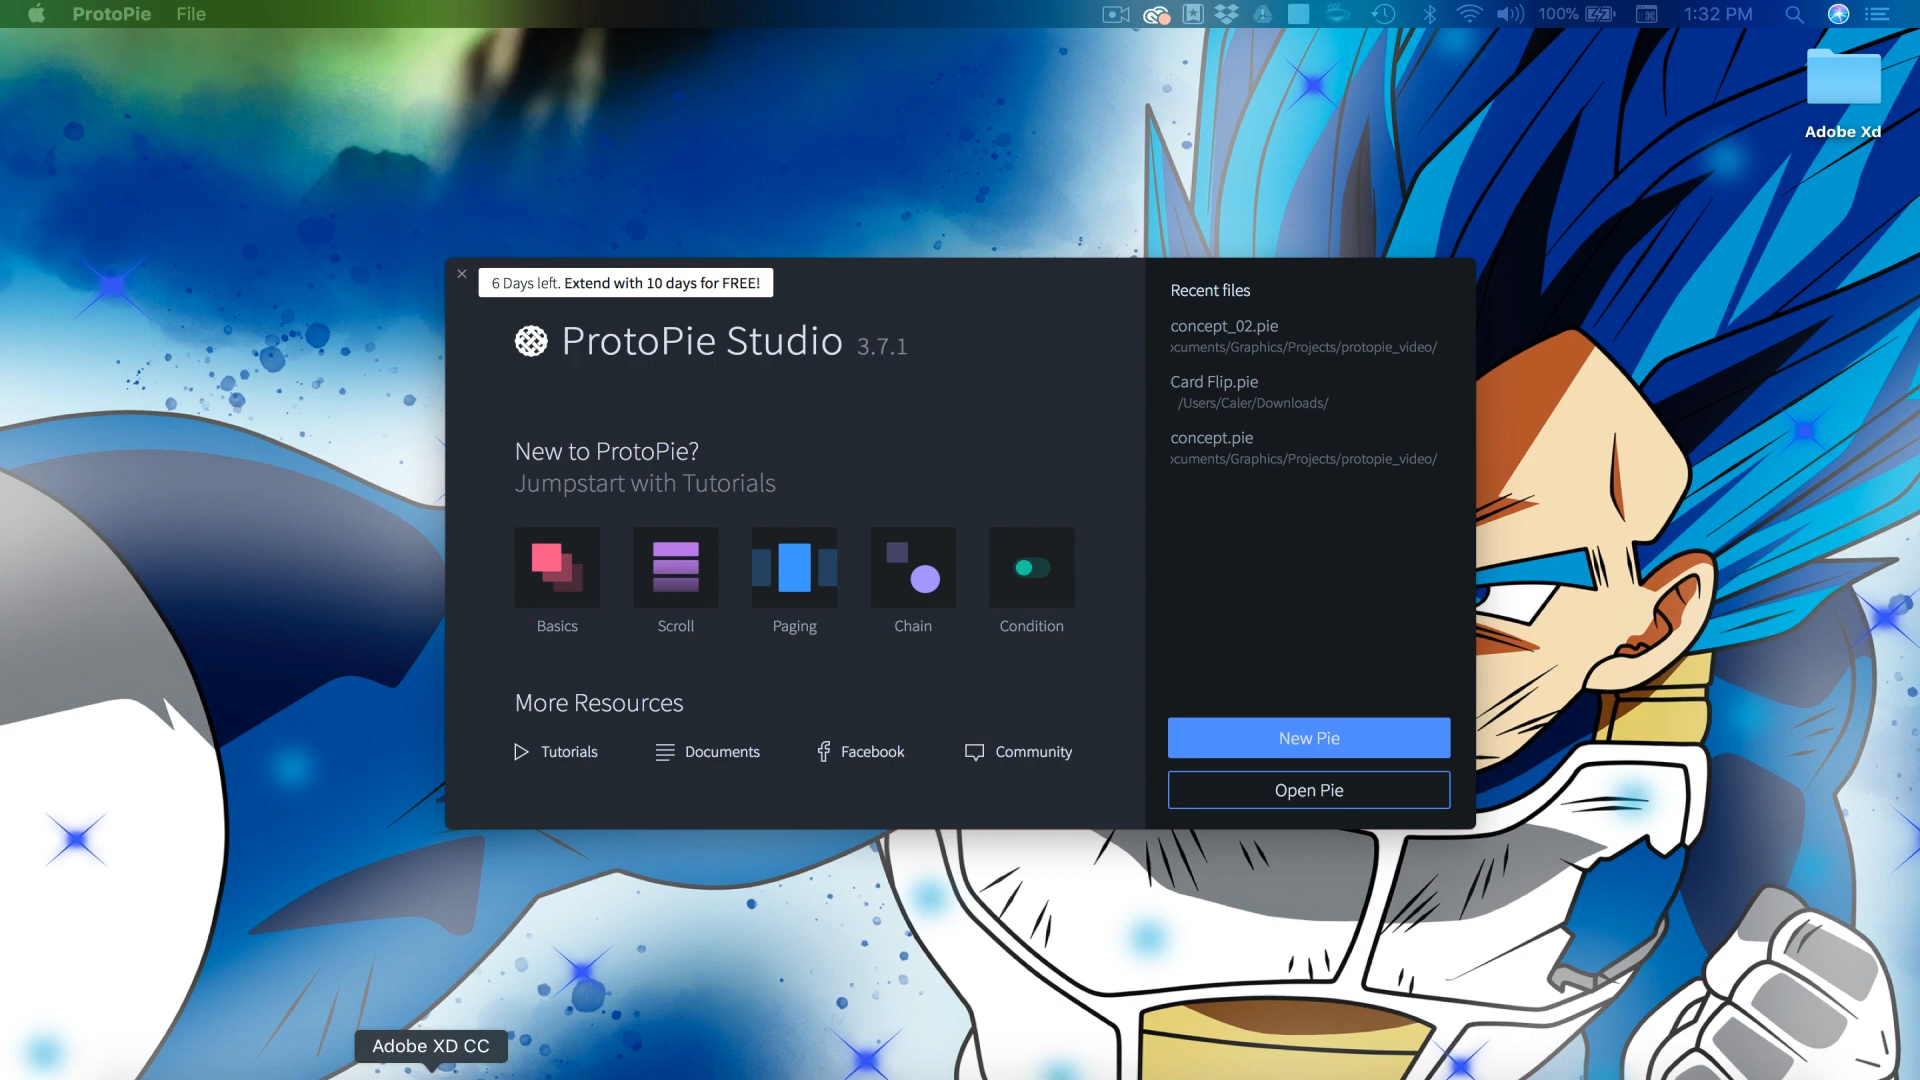 ProtoPie File
100% 1:32 PM
Adobe Xd
6 Days left. Extend with 10 days for FREE!
ProtoPie Studio 3.7.1
New to ProtoPie?
Jumpstart with Tutorials
Basics Scroll Paging Chain Condition
More Resources
Tutorials Documents Facebook Community
Recent files
concept_02.pie
ocuments/Graphics/Projects/protopie_video/
Card Flip.pie
/Users/Caler/Downloads/
concept.pie
ocuments/Graphics/Projects/protopie_video/
New Pie
Open Pie
Adobe XD CC